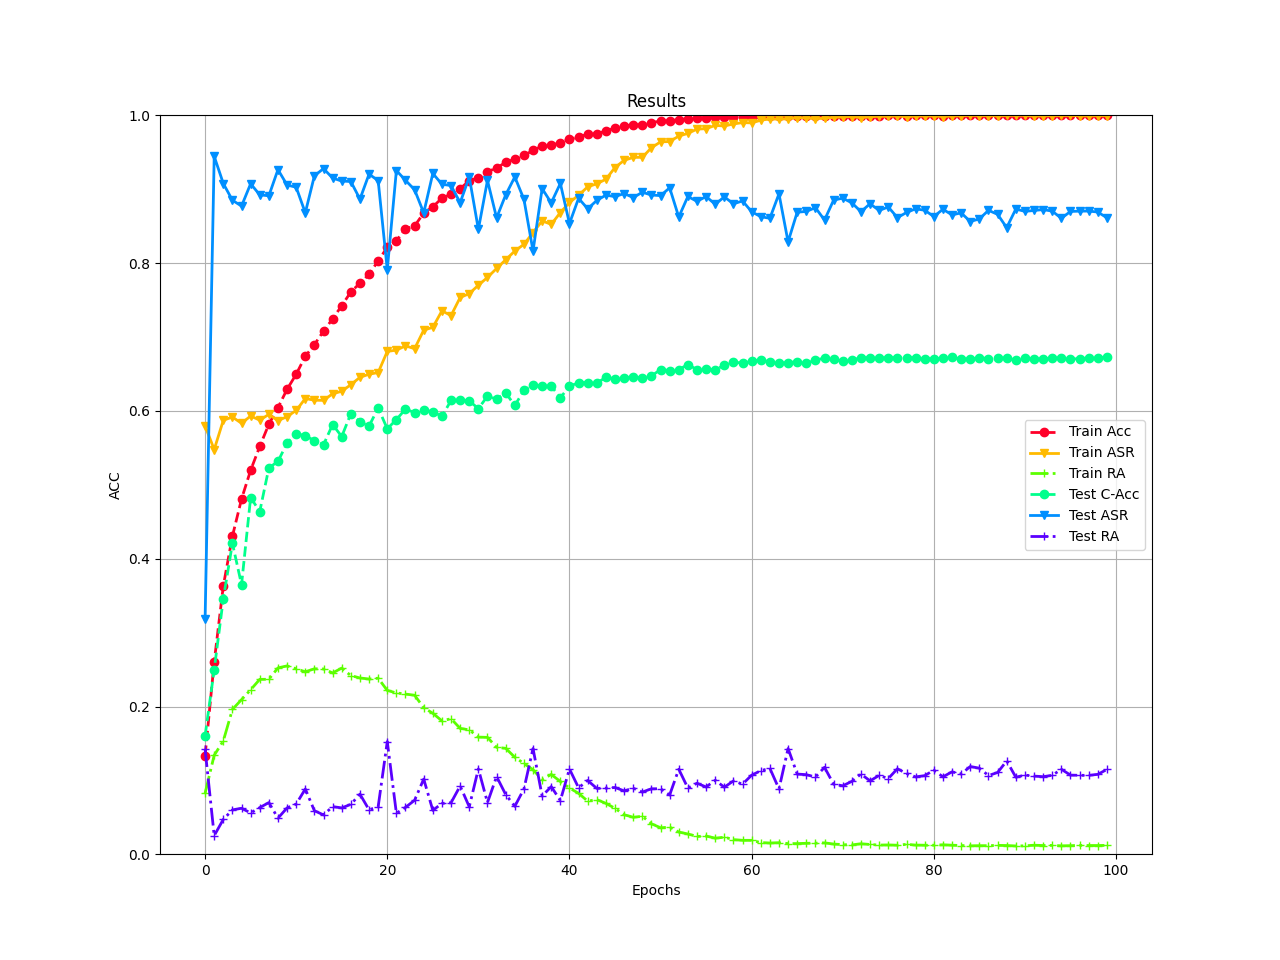 Results
1.0
0.8
0.6
0.4
0.2
0.0
ACC
Train Acc
Train ASR
Train RA
Test C-Acc
Test ASR
Test RA
0 20 40 60 80 100
Epochs